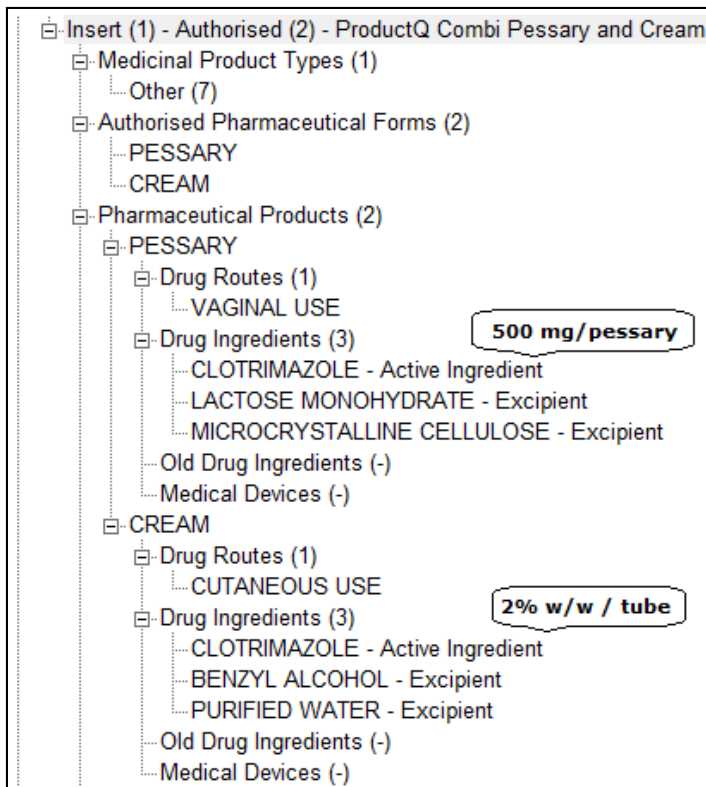 Insert (1) - Authorised (2) - ProductQ Combi Pessary and Cream
Medicinal Product Types (1)
Other (7)
Authorised Pharmaceutical Forms (2)
PESSARY
CREAM
Pharmaceutical Products (2)
PESSARY
Drug Routes (1)
VAGINAL USE
Drug Ingredients (3)
500 mg/pessary
CLOTRIMAZOLE - Active Ingredient
LACTOSE MONOHYDRATE - Excipient
MICROCRYSTALLINE CELLULOSE - Excipient
Old Drug Ingredients (-)
Medical Devices (-)
CREAM
Drug Routes (1)
CUTANEOUS USE
Drug Ingredients (3)
2% w/w / tube
CLOTRIMAZOLE - Active Ingredient
BENZYL ALCOHOL - Excipient
PURIFIED WATER - Excipient
Old Drug Ingredients (-)
Medical Devices (-)